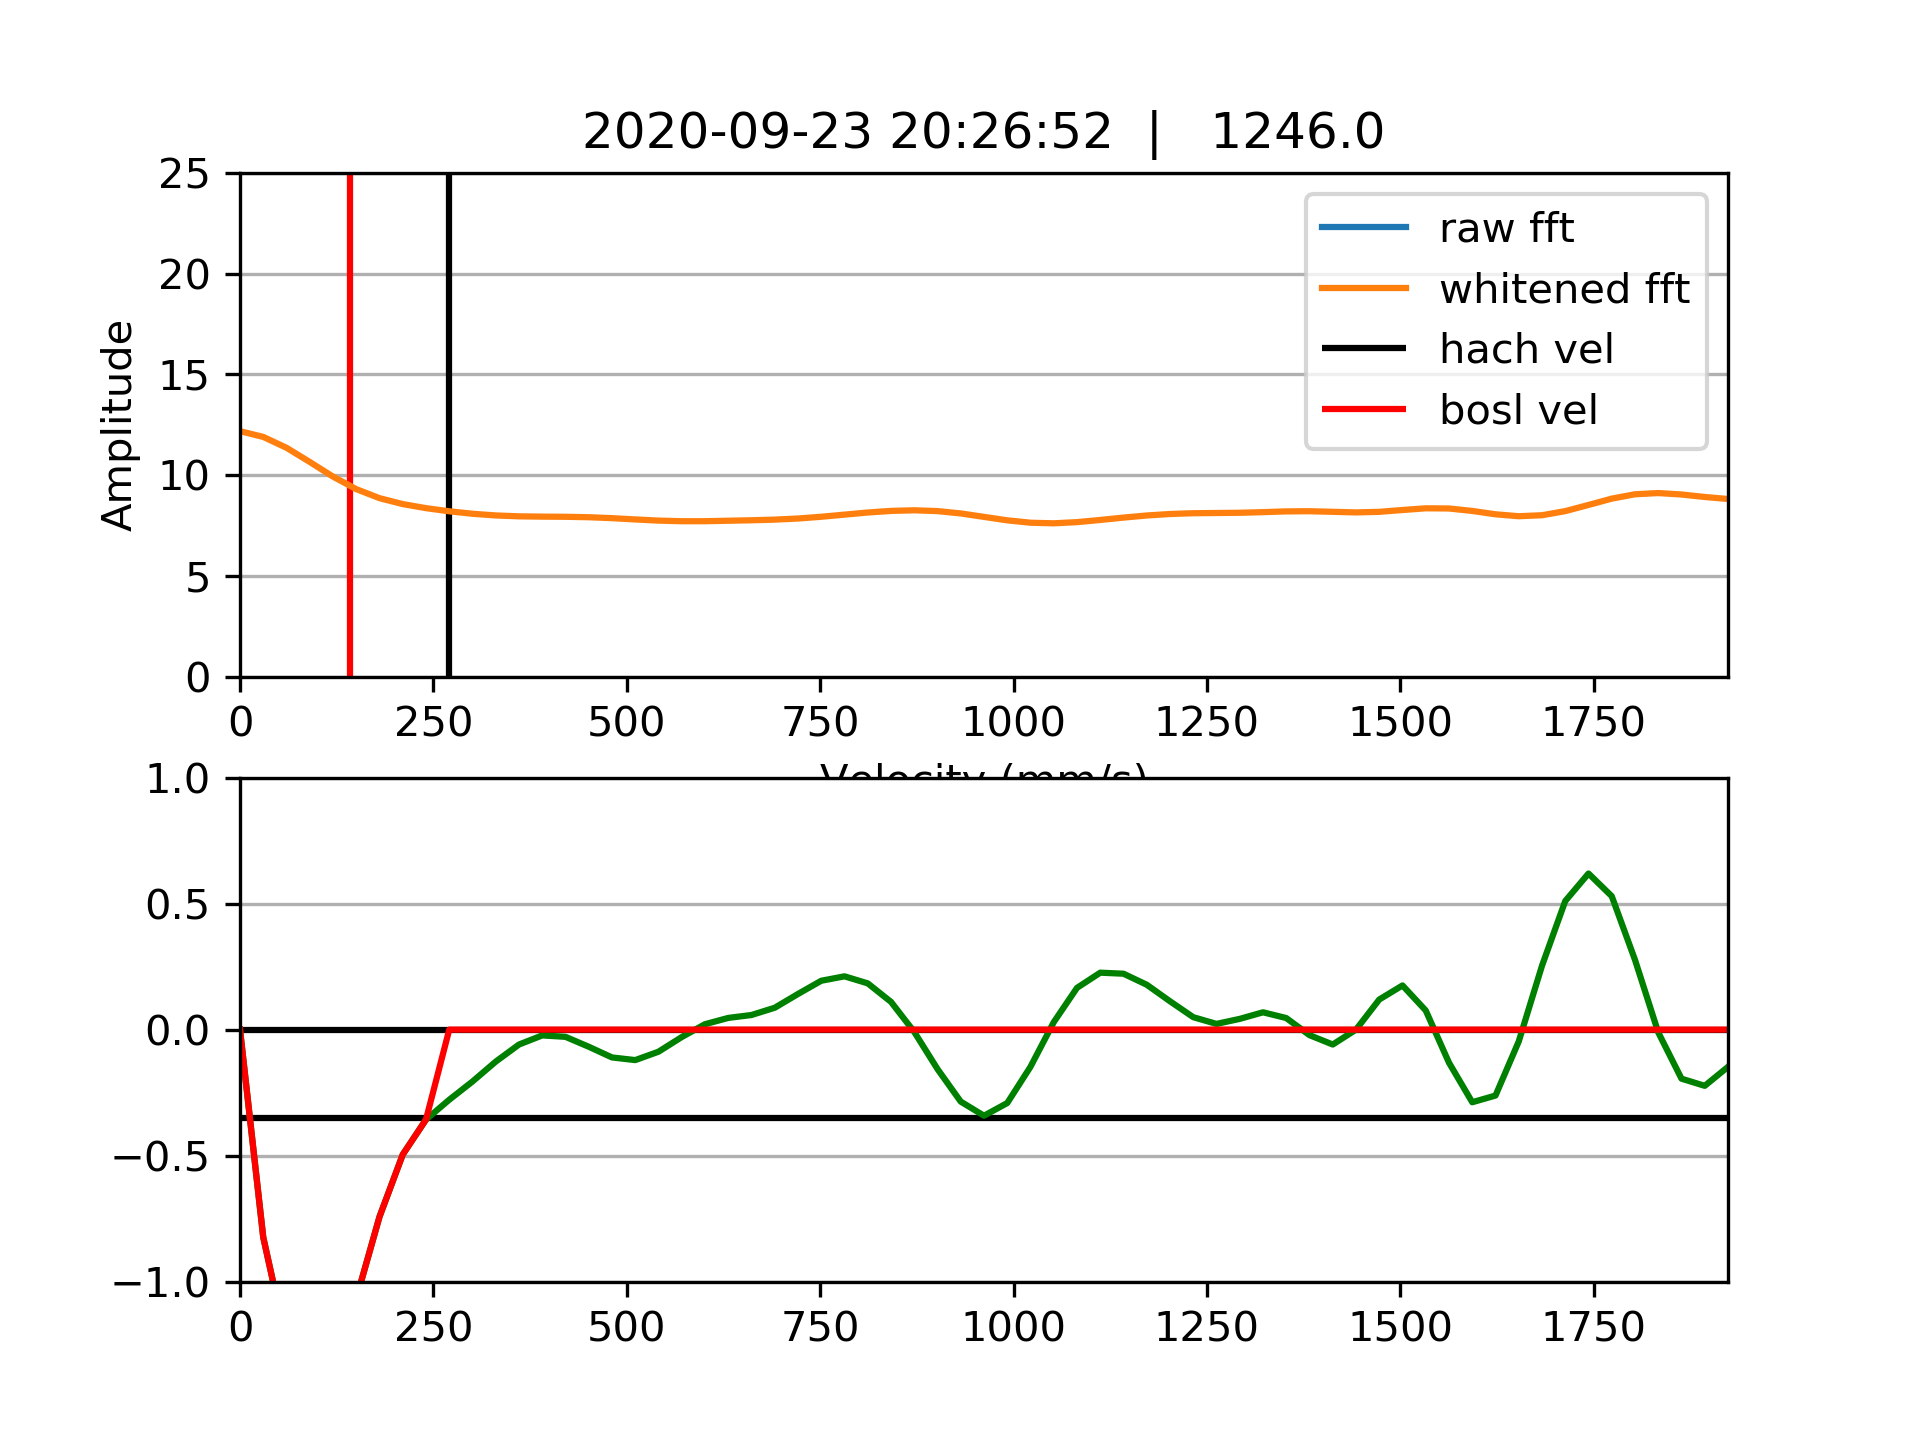 2020-09-23 20:26:52 | 1246.0
25
20
15
10
5
0
Amplitude
raw fft
whitened fft
hach vel
bosl vel
0 250 500 750 1000 1250 1500 1750
Velocity (mm/s)
1.0
0.5
0.0
−0.5
−1.0
0 250 500 750 1000 1250 1500 1750